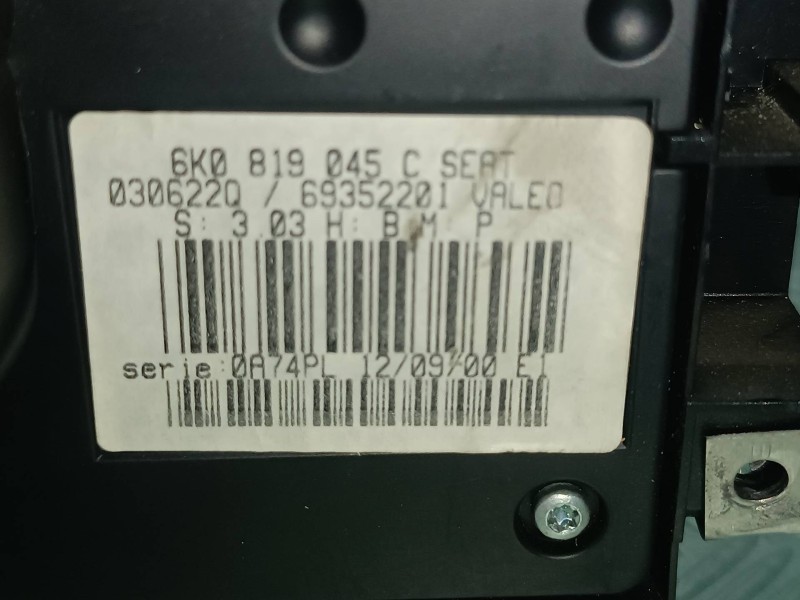 6K0 819 045 C SEAT
030622Q / 69352201 VALEO
S: 3.03 H: B M P
serie:0A74PL 12/09/00 E1